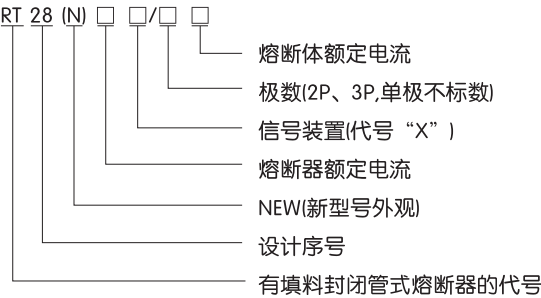 RT 28 (N) □ □/□ □
熔断体额定电流
极数(2P、3P,单极不标数)
信号装置(代号“X”)
熔断器额定电流
NEW(新型号外观)
设计序号
有填料封闭管式熔断器的代号